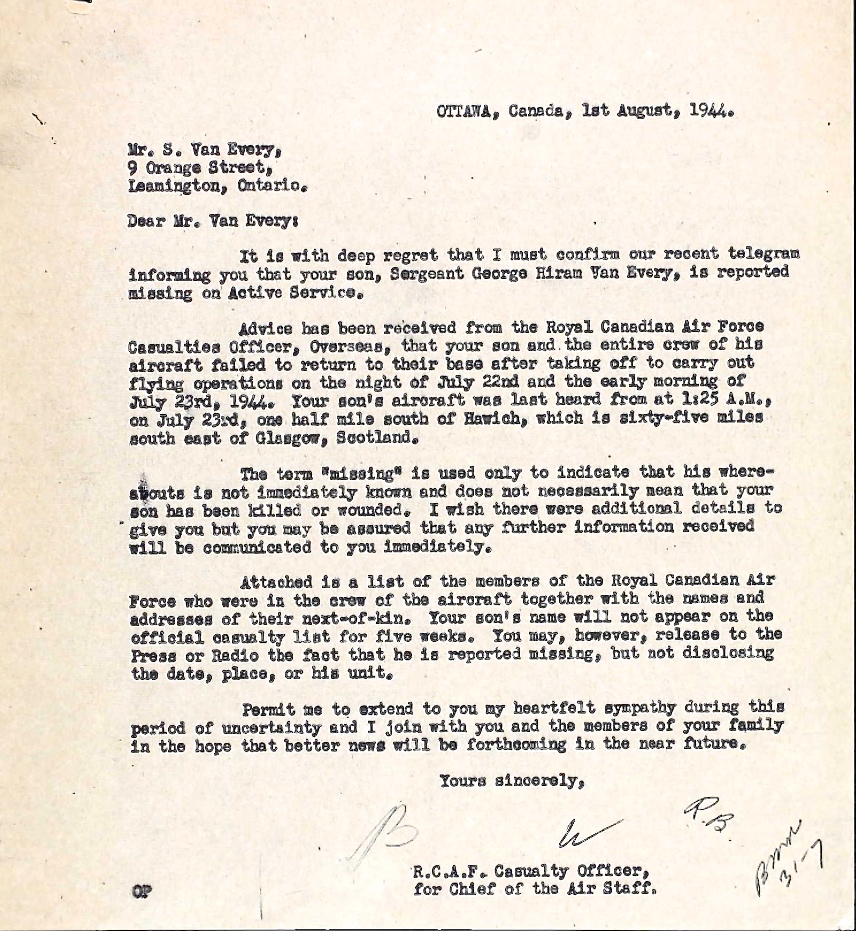 OTTAWA, Canada, 1st August, 1944.
Mr. S. Van Every,
9 Orange Street,
Leamington, Ontario.
Dear Mr. Van Every:
It is with deep regret that I must confirm our recent telegram
informing you that your son, Sergeant George Hiram Van Every, is reported
missing on Active Service.
Advice has been received from the Royal Canadian Air Force
Casualties Officer, Overseas, that your son and the entire crew of his
aircraft failed to return to their base after taking off to carry out
flying operations on the night of July 22nd and the early morning of
July 23rd, 1944. Your son's aircraft was last heard from at 1:25 A.M.,
on July 23rd, one half mile south of Hawich, which is sixty-five miles
south east of Glasgow, Scotland.
The term "missing" is used only to indicate that his where-
abouts is not immediately known and does not necessarily mean that your
son has been killed or wounded. I wish there were additional details to
give you but you may be assured that any further information received
will be communicated to you immediately.
Attached is a list of the members of the Royal Canadian Air
Force who were in the crew of the aircraft together with the names and
addresses of their next-of-kin. Your son's name will not appear on the
official casualty list for five weeks. You may, however, release to the
Press or Radio the fact that he is reported missing, but not disclosing
the date, place, or his unit.
Permit me to extend to you my heartfelt sympathy during this
period of uncertainty and I join with you and the members of your family
in the hope that better news will be forthcoming in the near future.
Yours sincerely,
B
P.B.
31-7
R.C.A.F. Casualty Officer,
for Chief of the Air Staff.
OP